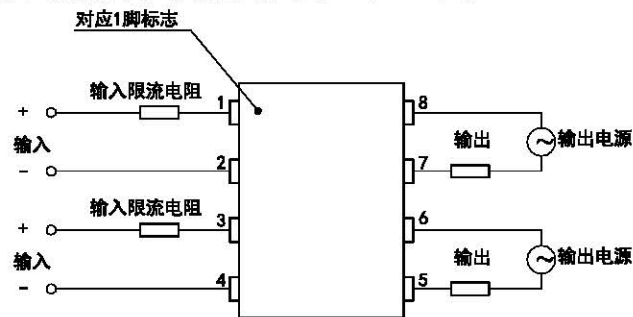 对应1脚标志
+ 输入限流电阻 1 8
输入 输出 输出电源
- 2 7
+ 输入限流电阻 3 6
输入 输出 输出电源
- 4 5